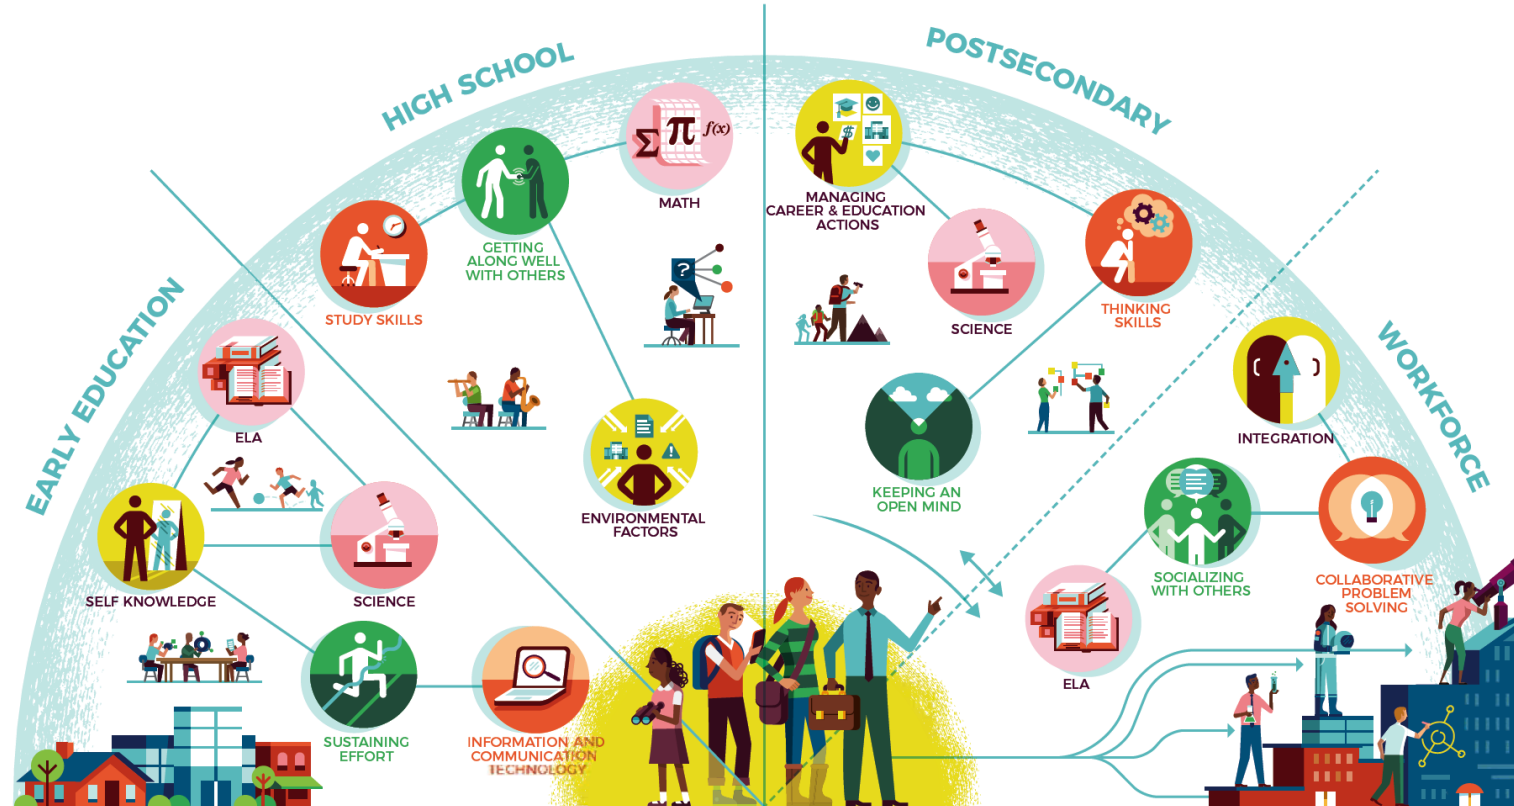 HIGH SCHOOL
POSTSECONDARY
EARLY EDUCATION
WORKFORCE
Σ π f(x)
MATH
$
MANAGING
CAREER & EDUCATION
ACTIONS
GETTING
ALONG WELL
WITH OTHERS
STUDY SKILLS
?
SCIENCE
THINKING
SKILLS
ELA
INTEGRATION
KEEPING AN
OPEN MIND
ENVIRONMENTAL
FACTORS
SELF KNOWLEDGE
SCIENCE
SOCIALIZING
WITH OTHERS
COLLABORATIVE
PROBLEM
SOLVING
ELA
SUSTAINING
EFFORT
INFORMATION AND
COMMUNICATION
TECHNOLOGY